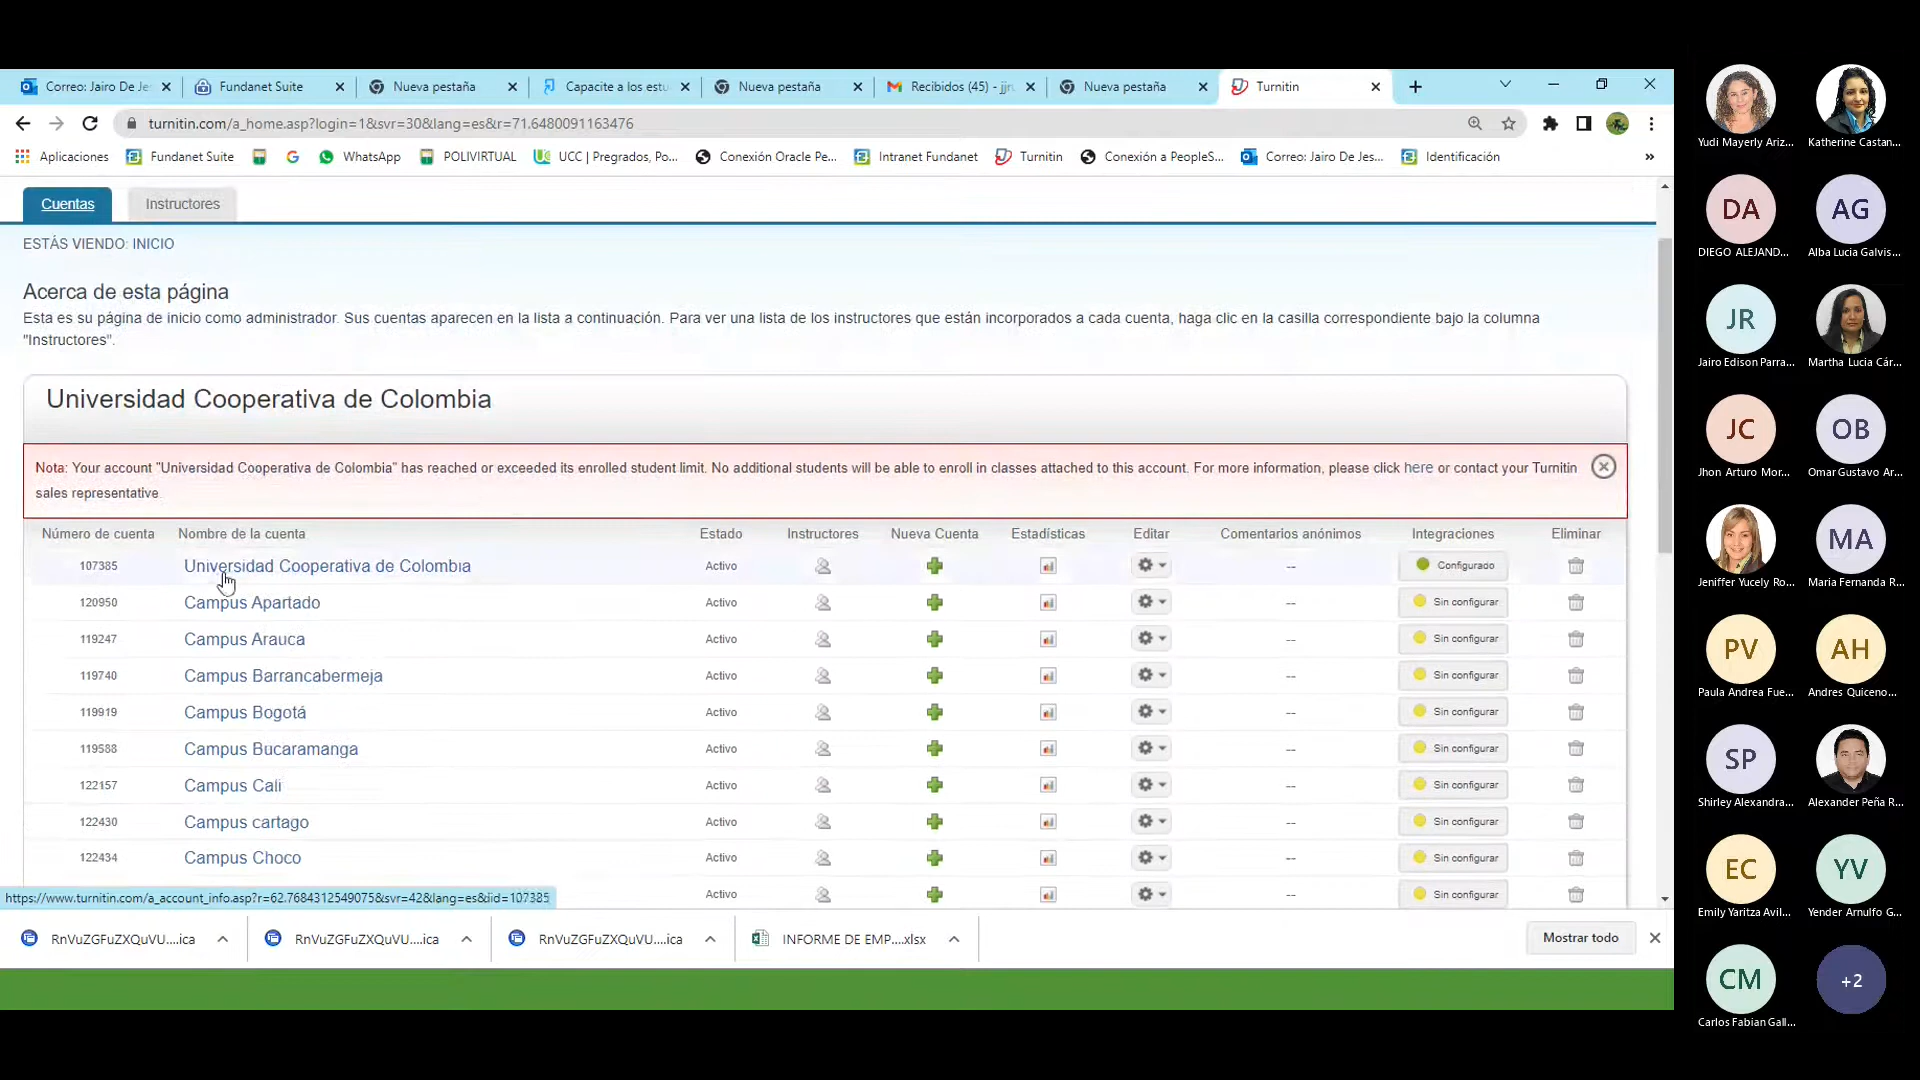 Correo: Jairo De Je
Fundanet Suite
Nueva pestaña
Capacite a los estu
Nueva pestaña
Recibidos (45) - jjr
Nueva pestaña
Turnitin
turnitin.com/a_home.asp?login=1&svr=30&lang=es&r=71.6480091163476
Aplicaciones
Fundanet Suite
WhatsApp
POLIVIRTUAL
UCC | Pregrados, Po...
Conexión Oracle Pe...
Intranet Fundanet
Turnitin
Conexión a PeopleS...
Correo: Jairo De Jes...
Identificación
»
Cuentas
Instructores
ESTÁS VIENDO: INICIO
Acerca de esta página
Esta es su página de inicio como administrador. Sus cuentas aparecen en la lista a continuación. Para ver una lista de los instructores que están incorporados a cada cuenta, haga clic en la casilla correspondiente bajo la columna
"Instructores".
Universidad Cooperativa de Colombia
Nota: Your account "Universidad Cooperativa de Colombia" has reached or exceeded its enrolled student limit. No additional students will be able to enroll in classes attached to this account. For more information, please click here or contact your Turnitin
sales representative
Número de cuenta Nombre de la cuenta Estado Instructores Nueva Cuenta Estadísticas Editar Comentarios anónimos Integraciones Eliminar
107385 Universidad Cooperativa de Colombia Activo -- Configurado
120950 Campus Apartado Activo -- Sin configurar
119247 Campus Arauca Activo -- Sin configurar
119740 Campus Barrancabermeja Activo -- Sin configurar
119919 Campus Bogotá Activo -- Sin configurar
119588 Campus Bucaramanga Activo -- Sin configurar
122157 Campus Cali Activo -- Sin configurar
122430 Campus cartago Activo -- Sin configurar
122434 Campus Choco Activo -- Sin configurar
Activo -- Sin configurar
https://www.turnitin.com/a_account_info.asp?r=62.7684312549075&svr=42&lang=es&iid=107385
RnVuZGFuZXQuVU....ica
RnVuZGFuZXQuVU....ica
RnVuZGFuZXQuVU....ica
INFORME DE EMP....xlsx
Mostrar todo
Yudi Mayerly Ariz...
Katherine Castan...
DA
DIEGO ALEJAND...
AG
Alba Lucia Galvis...
JR
Jairo Edison Parra...
Martha Lucia Cár...
JC
Jhon Arturo Mor...
OB
Omar Gustavo Ar...
Jeniffer Yucely Ro...
MA
Maria Fernanda R...
PV
Paula Andrea Fue...
AH
Andres Quiceno...
SP
Shirley Alexandra...
Alexander Peña R...
EC
Emily Yaritza Avil...
YV
Yender Arnulfo G...
CM
Carlos Fabian Gall...
+2